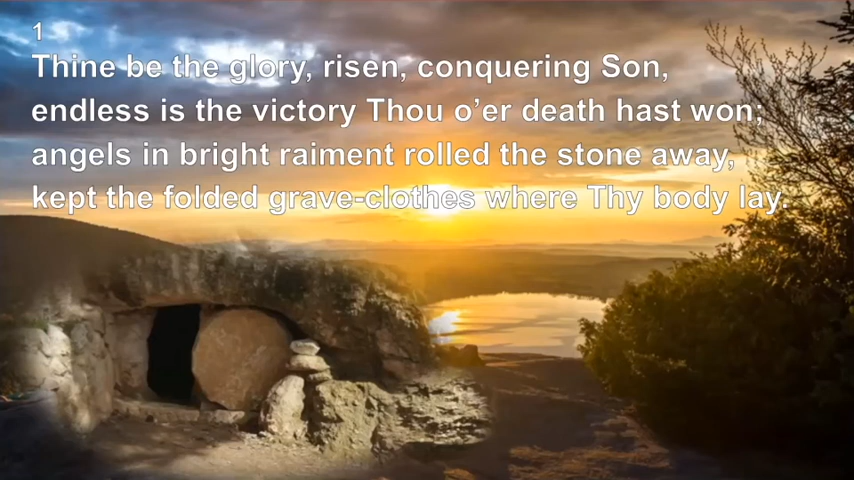 1
Thine be the glory, risen, conquering Son,
endless is the victory Thou o’er death hast won;
angels in bright raiment rolled the stone away,
kept the folded grave-clothes where Thy body lay.